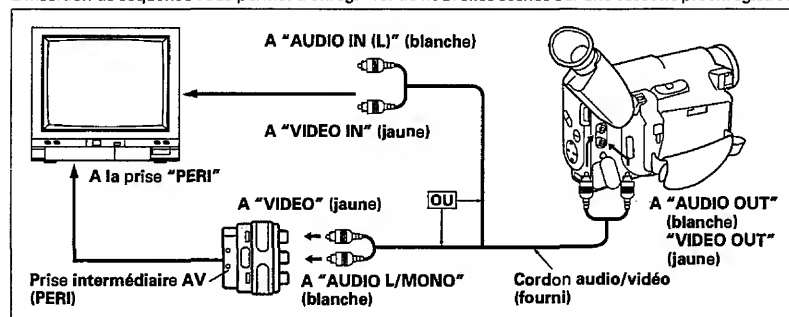 A "AUDIO IN (L)" (blanche)
A "VIDEO IN" (jaune)
A la prise "PERI"
A "VIDEO" (jaune)
OU
A "AUDIO OUT"
(blanche)
"VIDEO OUT"
(jaune)
Prise intermédiaire AV
(PERI)
A "AUDIO L/MONO"
(blanche)
Cordon audio/vidéo
(fourni)